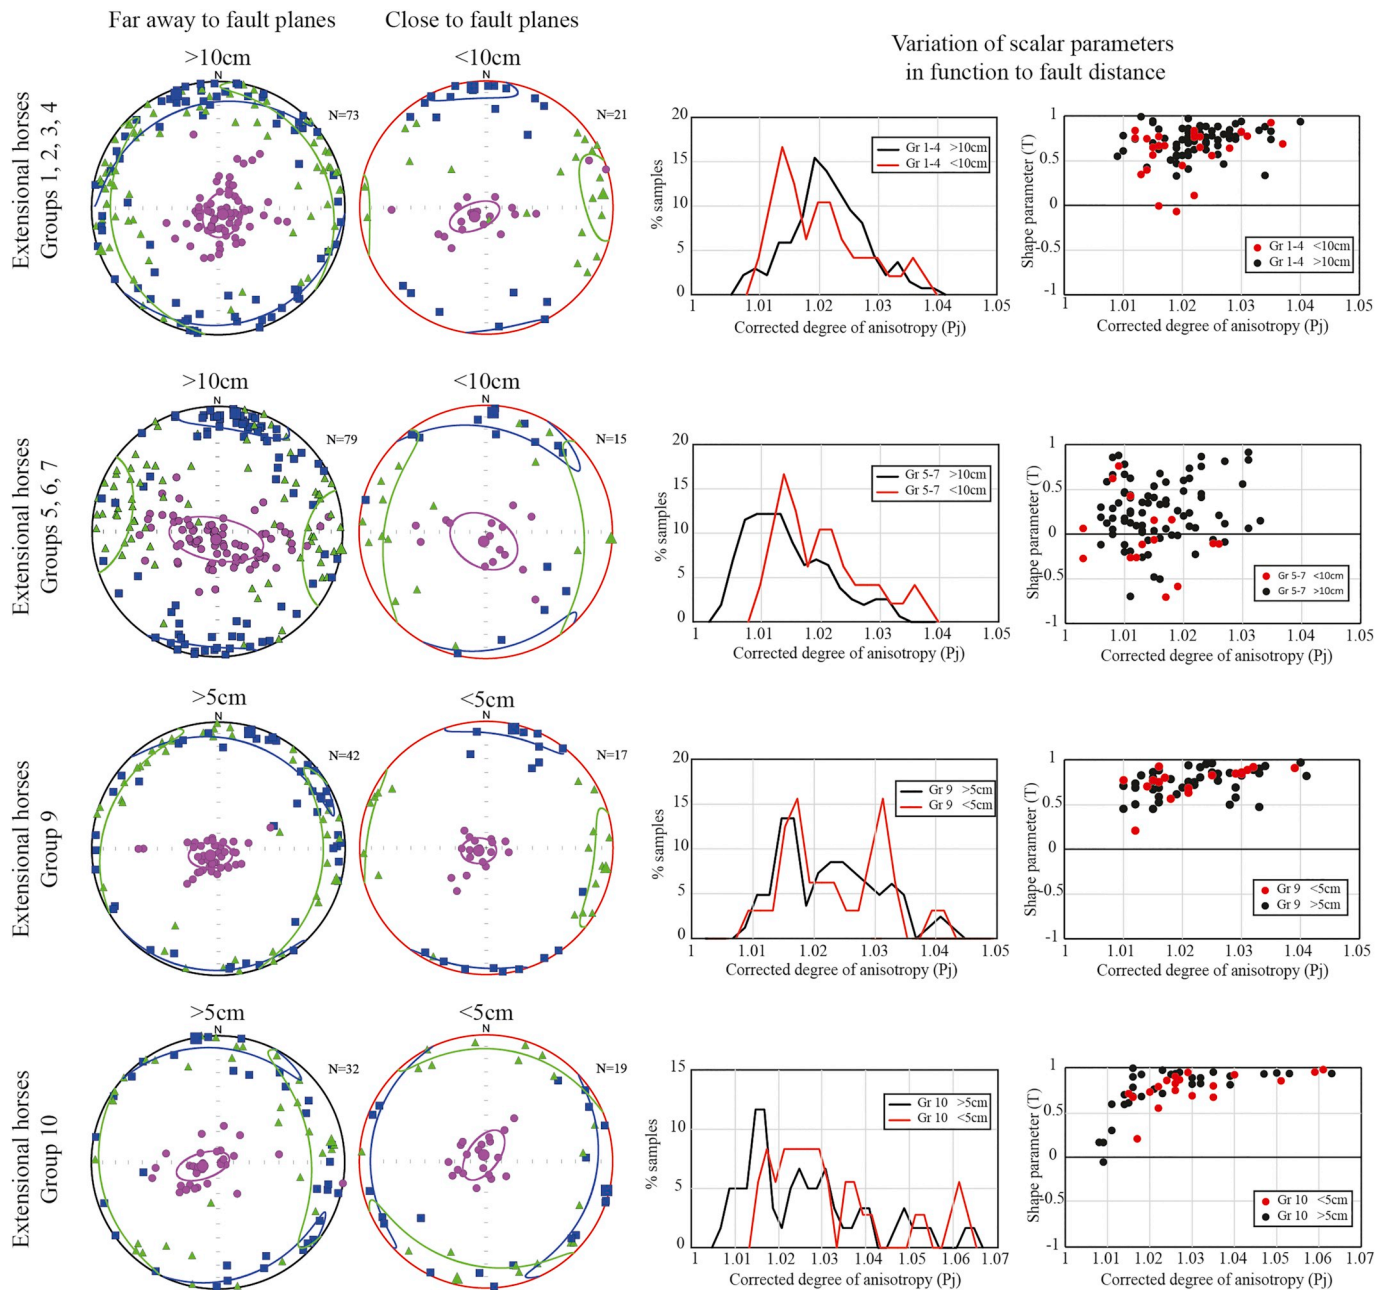 Far away to fault planes
Close to fault planes
Variation of scalar parameters
in function to fault distance
Extensional horses
Groups 1, 2, 3, 4
>10cm
N
N=73
<10cm
N
N=21
% samples
20
15
10
5
0
1
1.01
1.02
1.03
1.04
1.05
Corrected degree of anisotropy (Pj)
Gr 1-4 >10cm
Gr 1-4 <10cm
Shape parameter (T)
1
0.5
0
-0.5
-1
1
1.01
1.02
1.03
1.04
1.05
Corrected degree of anisotropy (Pj)
Gr 1-4 <10cm
Gr 1-4 >10cm
Extensional horses
Groups 5, 6, 7
>10cm
N
N=79
<10cm
N
N=15
% samples
20
15
10
5
0
1
1.01
1.02
1.03
1.04
1.05
Corrected degree of anisotropy (Pj)
Gr 5-7 >10cm
Gr 5-7 <10cm
Shape parameter (T)
1
0.5
0
-0.5
-1
1
1.01
1.02
1.03
1.04
1.05
Corrected degree of anisotropy (Pj)
Gr 5-7 <10cm
Gr 5-7 >10cm
Extensional horses
Group 9
>5cm
N
N=42
<5cm
N
N=17
% samples
20
15
10
5
0
1
1.01
1.02
1.03
1.04
1.05
Corrected degree of anisotropy (Pj)
Gr 9 >5cm
Gr 9 <5cm
Shape parameter (T)
1
0.5
0
-0.5
-1
1
1.01
1.02
1.03
1.04
1.05
Corrected degree of anisotropy (Pj)
Gr 9 <5cm
Gr 9 >5cm
Extensional horses
Group 10
>5cm
N
N=32
<5cm
N
N=19
% samples
15
10
5
0
1
1.01
1.02
1.03
1.04
1.05
1.06
1.07
Corrected degree of anisotropy (Pj)
Gr 10 >5cm
Gr 10 <5cm
Shape parameter (T)
1
0.5
0
-0.5
-1
1
1.01
1.02
1.03
1.04
1.05
1.06
1.07
Corrected degree of anisotropy (Pj)
Gr 10 <5cm
Gr 10 >5cm